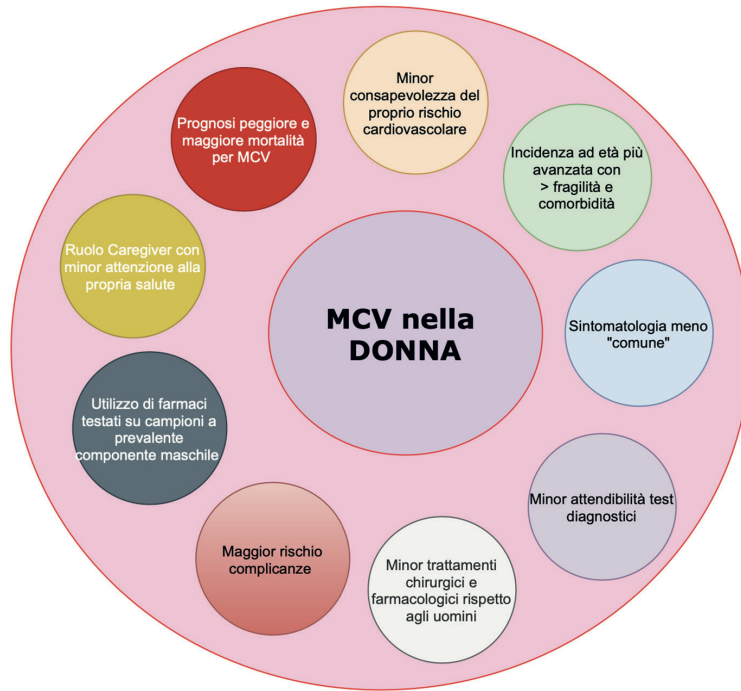 MCV nella
DONNA
Minor
consapevolezza del
proprio rischio
cardiovascolare
Incidenza ad età più
avanzata con
> fragilità e
comorbidità
Sintomatologia meno
"comune"
Minor attendibilità test
diagnostici
Minor trattamenti
chirurgici e
farmacologici rispetto
agli uomini
Maggior rischio
complicanze
Utilizzo di farmaci
testati su campioni a
prevalente
componente maschile
Ruolo Caregiver con
minor attenzione alla
propria salute
Prognosi peggiore e
maggiore mortalità
per MCV